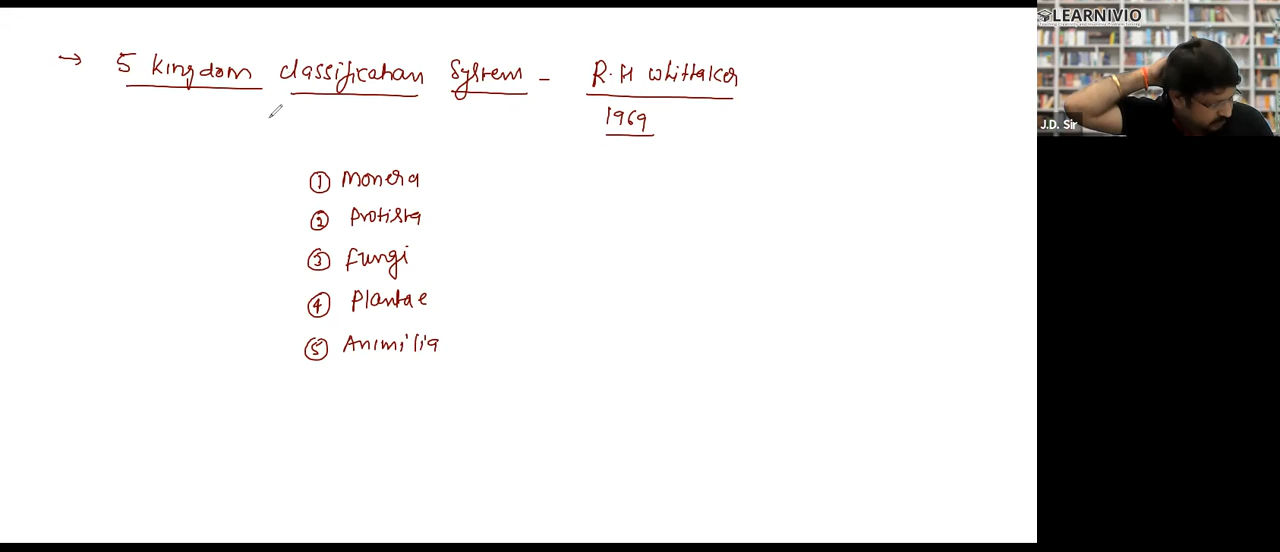 → 5 Kingdom classification System - R.H Whittaker
1969
① Monera
② Protista
③ Fungi
④ Plantae
⑤ Animilia
LEARNIVIO
J.D. Sir